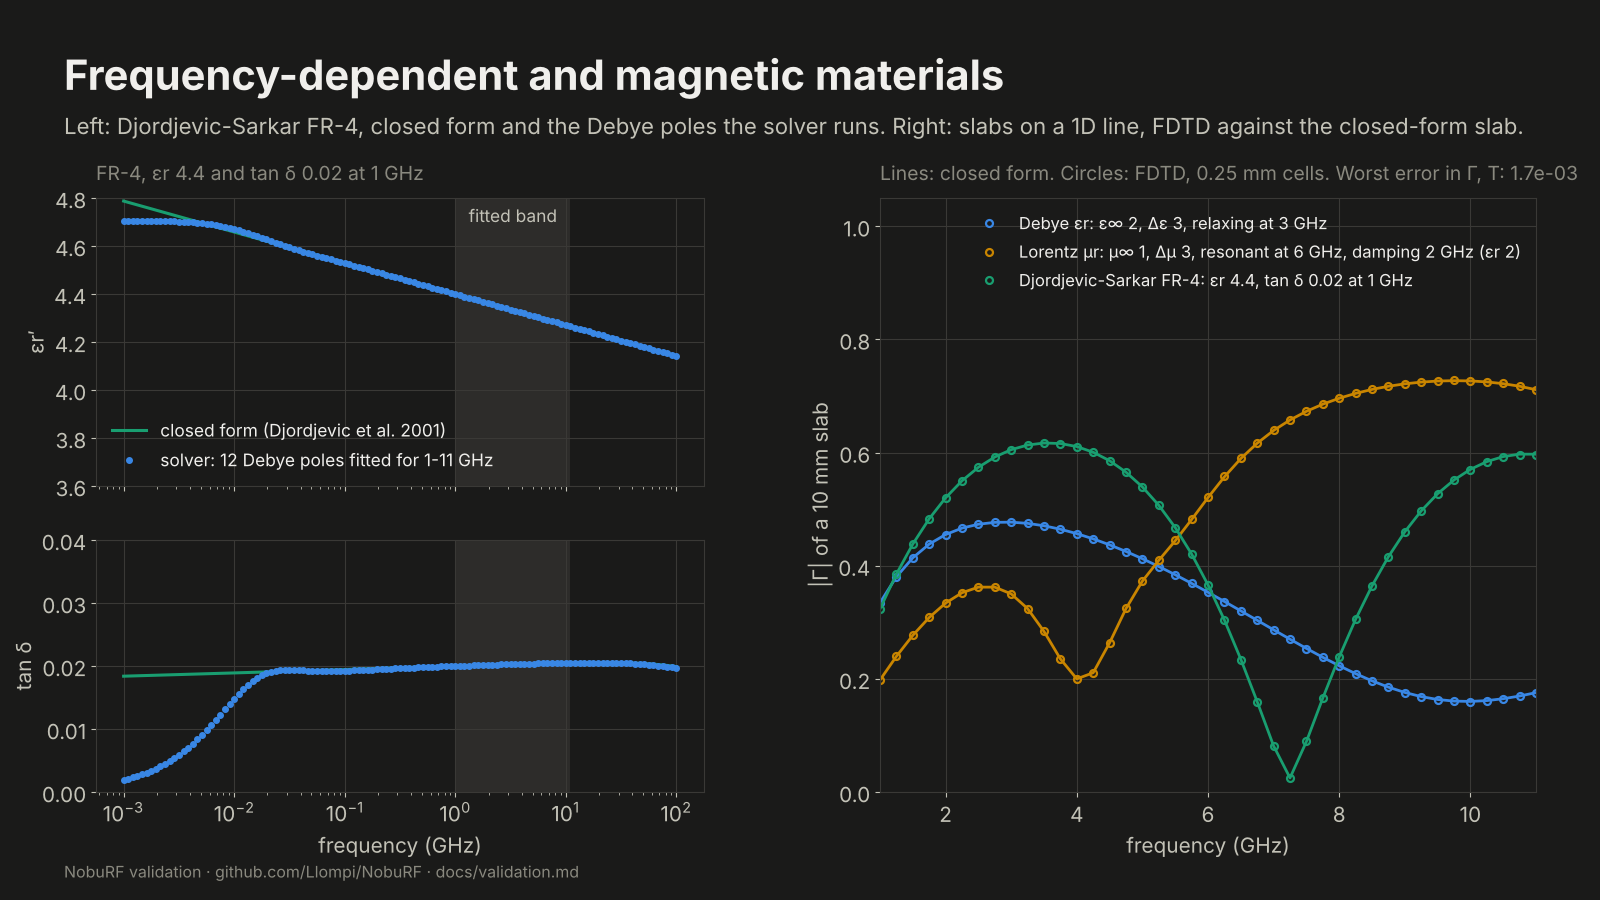 Frequency-dependent and magnetic materials
Left: Djordjevic-Sarkar FR-4, closed form and the Debye poles the solver runs. Right: slabs on a 1D line, FDTD against the closed-form slab.
FR-4, εr 4.4 and tan δ 0.02 at 1 GHz
4.8
4.6
4.4
4.2
4.0
3.8
3.6
εr′
fitted band
closed form (Djordjevic et al. 2001)
solver: 12 Debye poles fitted for 1-11 GHz
0.04
0.03
0.02
0.01
0.00
tan δ
10⁻³ 10⁻² 10⁻¹ 10⁰ 10¹ 10²
frequency (GHz)
Lines: closed form. Circles: FDTD, 0.25 mm cells. Worst error in Γ, T: 1.7e-03
Debye εr: ε∞ 2, Δε 3, relaxing at 3 GHz
Lorentz μr: μ∞ 1, Δμ 3, resonant at 6 GHz, damping 2 GHz (εr 2)
Djordjevic-Sarkar FR-4: εr 4.4, tan δ 0.02 at 1 GHz
1.0
0.8
0.6
0.4
0.2
0.0
|Γ| of a 10 mm slab
2 4 6 8 10
frequency (GHz)
NobuRF validation · github.com/Llompi/NobuRF · docs/validation.md